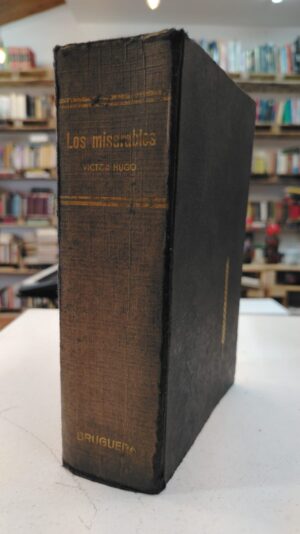 Los miserables
VICTOR HUGO
BRUGUERA